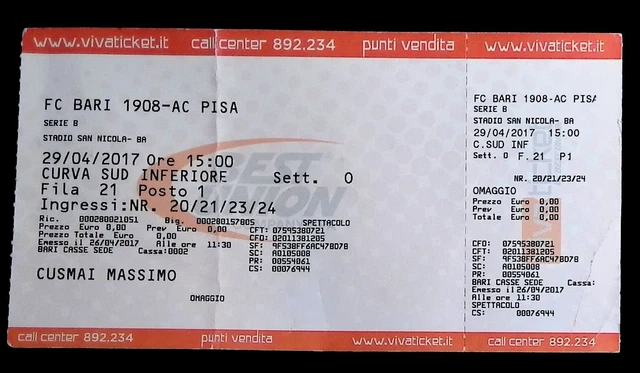 www.vivaticket.it call center 892.234 punti vendita www.vivaticket.it
FC BARI 1908-AC PISA
SERIE B
STADIO SAN NICOLA- BA
29/04/2017 Ore 15:00
CURVA SUD INFERIORE Sett. O
Fila 21 Posto 1
Ingressi:NR. 20/21/23/24
BEST UNION COMPANY
Ric. 000280021051 Big. 000280157805 SPETTACOLO
Prezzo Euro 0,00 Prev Euro 0,00 CFT: 07595380721
Prezzo Totale Euro 0,00 CFO: 02011381205
Emesso il 26/04/2017 Alle ore 11:30 SF: 9F538FF6AC47BD78
BARI CASSE SEDE Cassa:0002 SC: A0105008
PR: 00554061
CS: 00076944
CUSMAI MASSIMO
OMAGGIO
call center 892.234 punti vendita www.vivaticket.it
FC BARI 1908-AC PISA
SERIE B
STADIO SAN NICOLA- BA
29/04/2017 15:00
C.SUD INF
Sett. O F. 21 P1
NR. 20/21/23/24
OMAGGIO
Prezzo Euro 0,00
Prev Euro 0,00
Totale Euro 0,00
CFO: 07595380721
CFT: 02011381205
SF: 9F538FF6AC47BD78
SC: A0105008
PR: 00554061
BARI CASSE SEDE Cassa:
Emesso il 26/04/2017
Alle ore 11:30
SPETTACOLO
CS: 00076944
call center 892.234